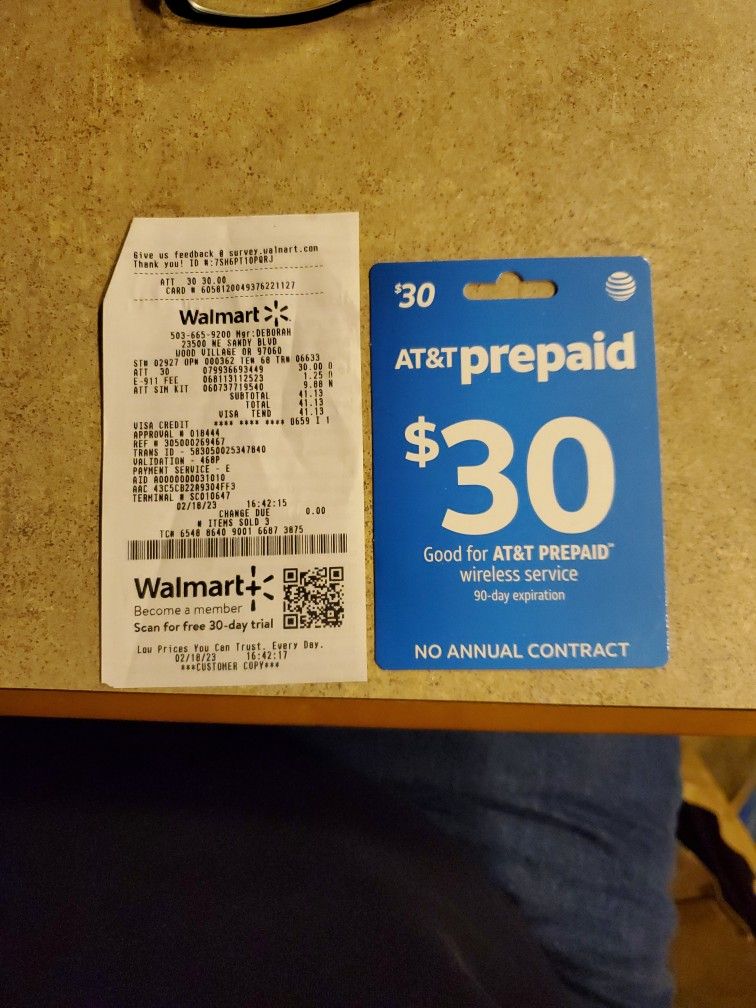 Give us feedback @ survey.walmart.com
Thank you! ID #:7SH6PT10PQRJ
ATT 30 30.00
CARD # 6058120049376221127
Walmart
503-665-9200 Mgr:DEBORAH
23500 NE SANDY BLVD
WOOD VILLAGE OR 97060
ST# 02927 OP# 000362 TE# 68 TR# 06633
ATT 30 079936693449 30.00 O
E-911 FEE 068113112523 1.25 O
ATT SIM KIT 060737719540 9.88 N
SUBTOTAL 41.13
TOTAL 41.13
VISA TEND 41.13
VISA CREDIT **** **** **** 0659 I 1
APPROVAL # 01B444
REF # 305000269467
TRANS ID - 583050025347840
VALIDATION - 468P
PAYMENT SERVICE - E
AID A0000000031010
AAC 43C5CB22A9304FF3
TERMINAL # SC010647
02/18/23 16:42:15
CHANGE DUE 0.00
# ITEMS SOLD 3
TC# 6548 8640 9001 6687 3875
Walmart+
Become a member
Scan for free 30-day trial
Low Prices You Can Trust. Every Day.
02/18/23 16:42:17
***CUSTOMER COPY***
$30
AT&T prepaid
$30
Good for AT&T PREPAID℠
wireless service
90-day expiration
NO ANNUAL CONTRACT